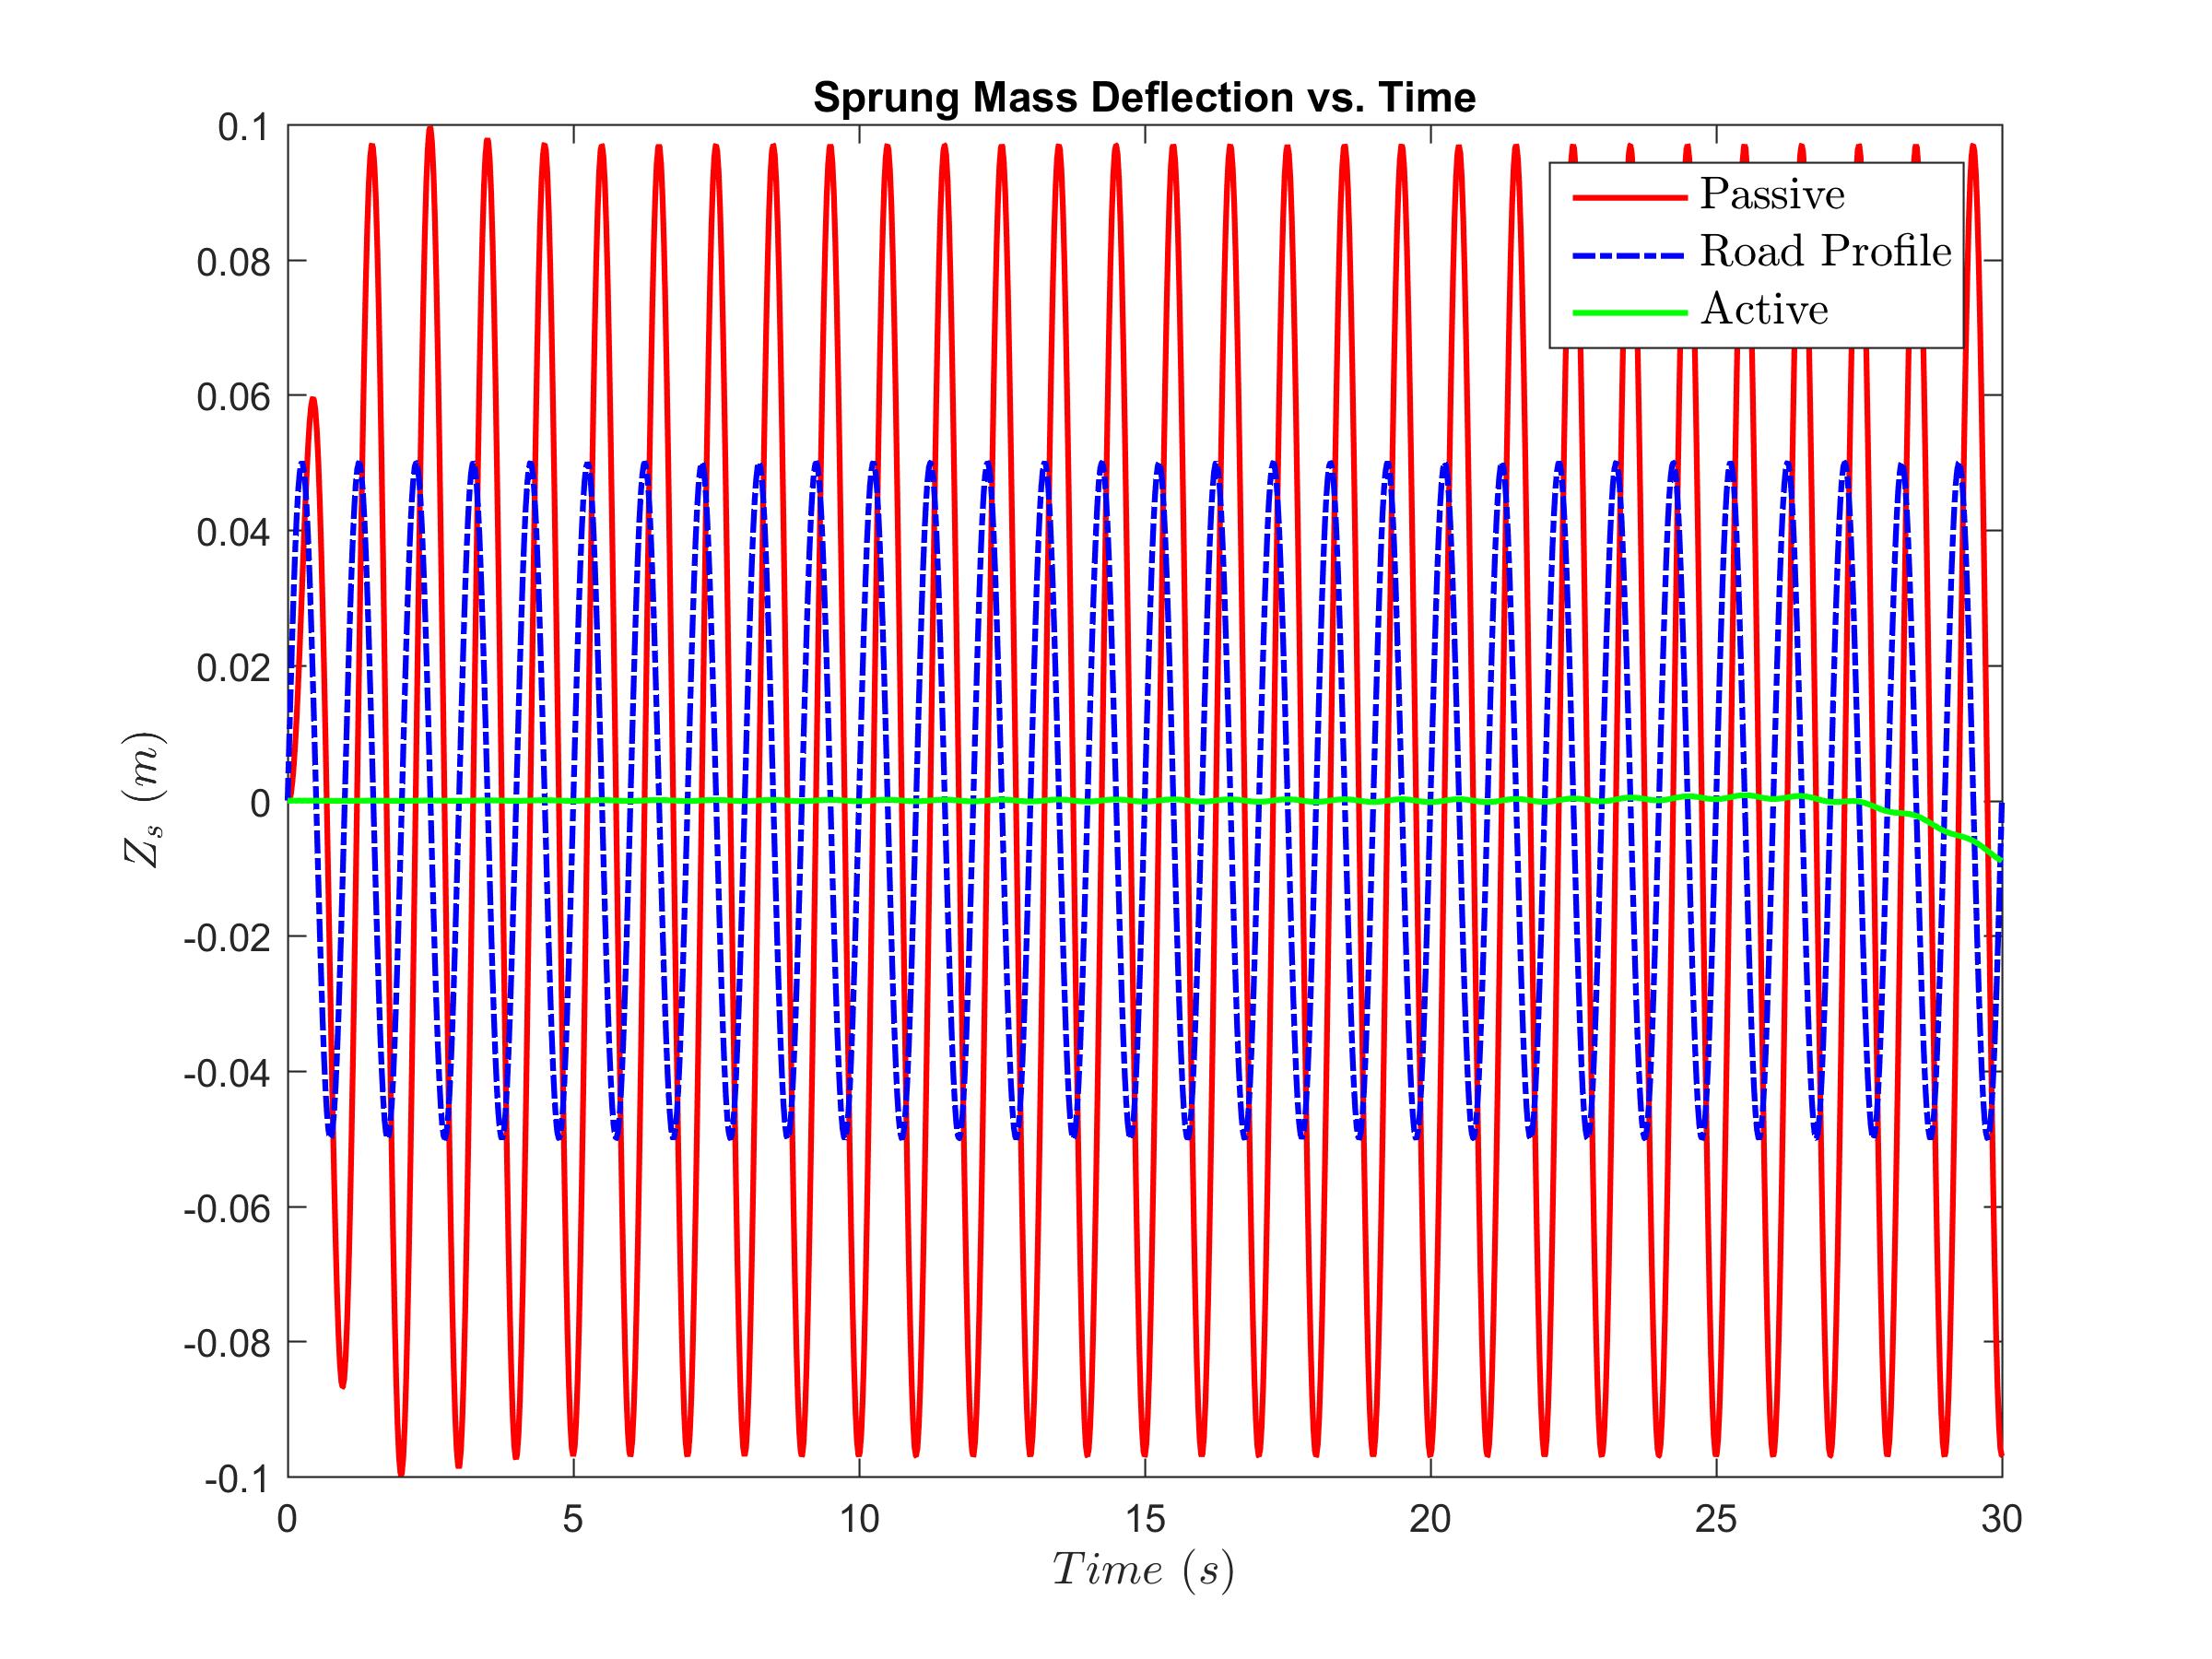 Sprung Mass Deflection vs. Time
0.1
0.08
0.06
0.04
0.02
0
-0.02
-0.04
-0.06
-0.08
-0.1
Z_s (m)
Passive
Road Profile
Active
0 5 10 15 20 25 30
Time (s)